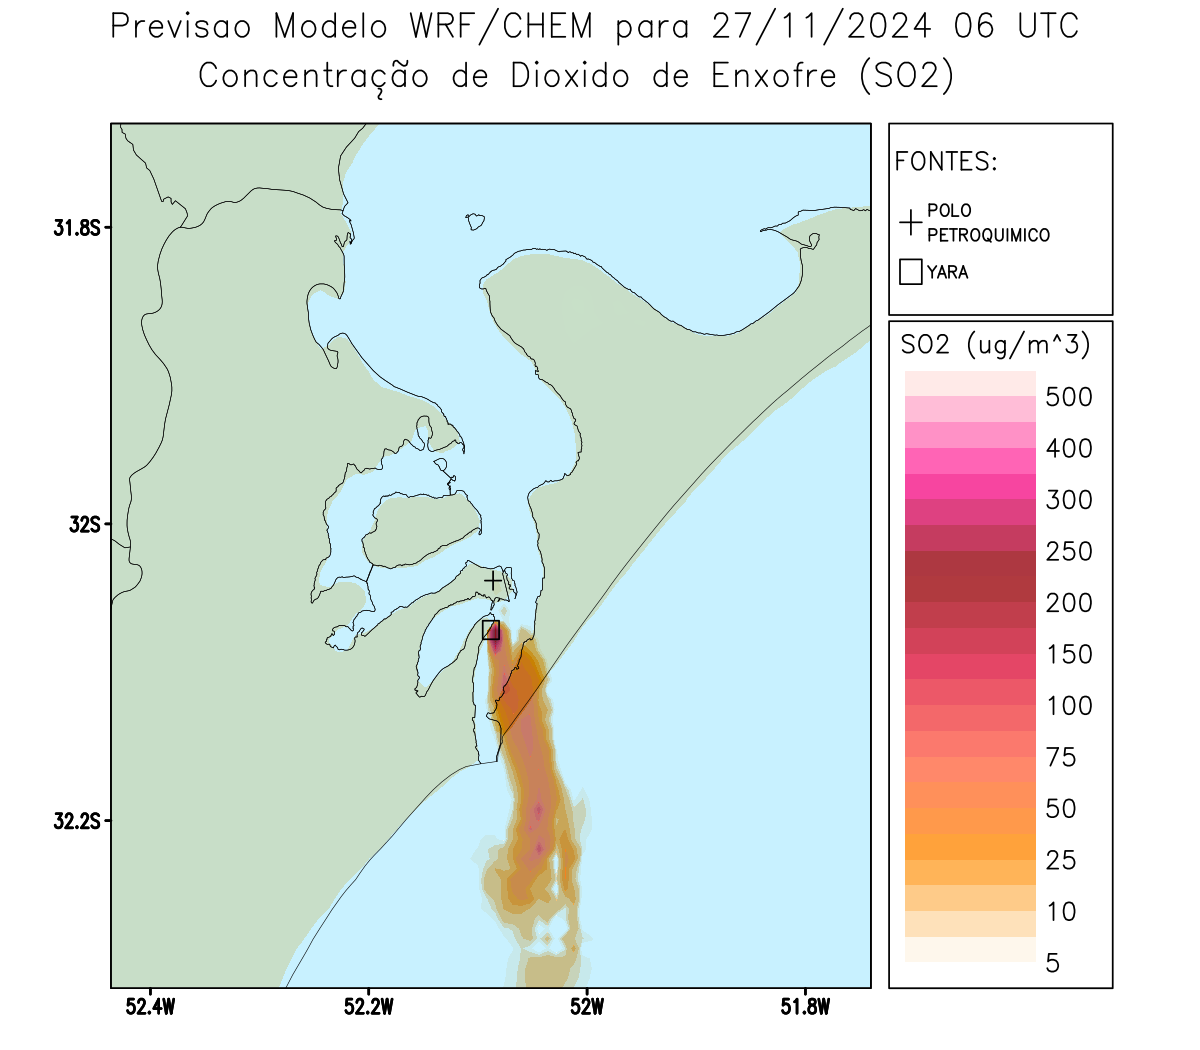 Previsao Modelo WRF/CHEM para 27/11/2024 06 UTC
Concentração de Dioxido de Enxofre (SO2)
FONTES:
POLO
PETROQUIMICO
YARA
31.8S
32S
32.2S
52.4W
52.2W
52W
51.8W
SO2 (ug/m^3)
500
400
300
250
200
150
100
75
50
25
10
5